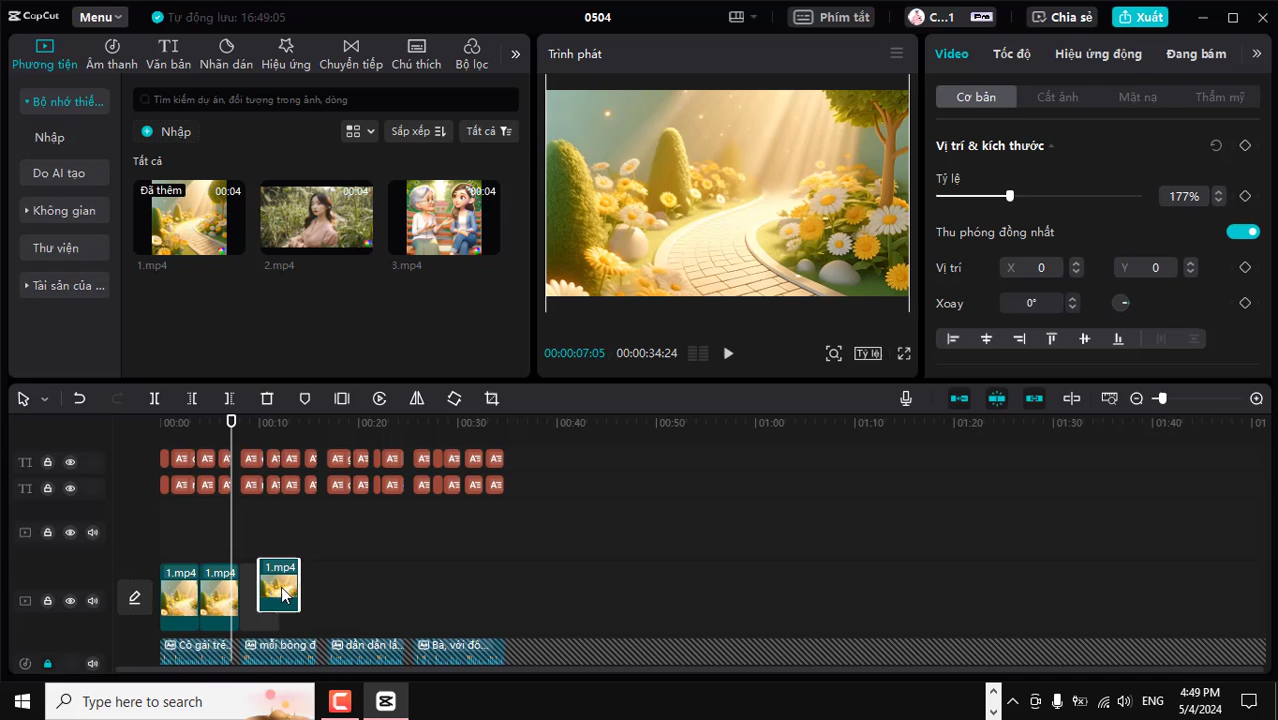 CapCut
Menu
Tự động lưu: 16:49:05
0504
Phím tắt
C...1
Pro
Chia sẻ
Xuất
Phương tiện
Âm thanh
Văn bản
Nhãn dán
Hiệu ứng
Chuyển tiếp
Chú thích
Bộ lọc
Trình phát
Video
Tốc độ
Hiệu ứng động
Đang bám
Bộ nhớ thiế...
Tìm kiếm dự án, đối tượng trong ảnh, dòng
Cơ bản
Cắt ảnh
Mặt nạ
Thẩm mỹ
Nhập
Nhập
Sắp xếp
Tất cả
Vị trí & kích thước
Tất cả
Do AI tạo
Tỷ lệ
Đã thêm
00:04
00:04
00:04
177%
Không gian
Thu phóng đồng nhất
Thư viện
1.mp4
2.mp4
3.mp4
Vị trí
X 0
Y 0
Tài sản của ...
Xoay
0°
00:00:07:05
00:00:34:24
Tỷ lệ
00:00
00:10
00:20
00:30
00:40
00:50
01:00
01:10
01:20
01:30
01:40
1.mp4
1.mp4
1.mp4
Cô gái trẻ...
mỗi bông đ
dần dần lắ...
Bà, với đô...
Type here to search
ENG
4:49 PM
5/4/2024